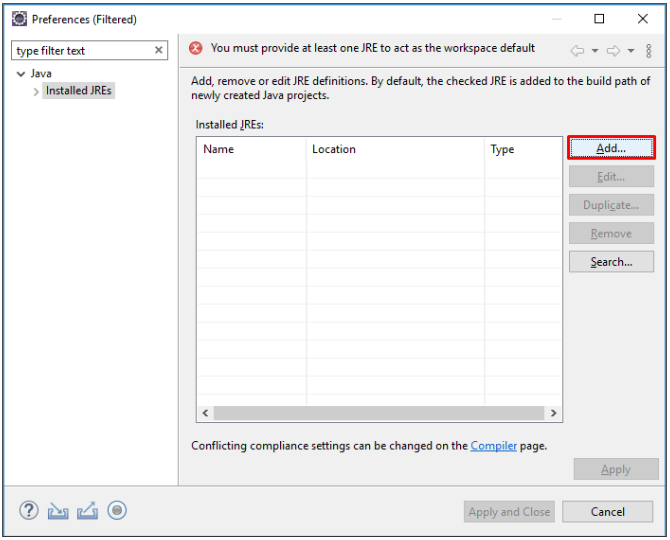 Preferences (Filtered)
type filter text
Java
Installed JREs
You must provide at least one JRE to act as the workspace default
Add, remove or edit JRE definitions. By default, the checked JRE is added to the build path of
newly created Java projects.
Installed JREs:
Name Location Type
Add...
Edit...
Duplicate...
Remove
Search...
Conflicting compliance settings can be changed on the Compiler page.
Apply
Apply and Close Cancel